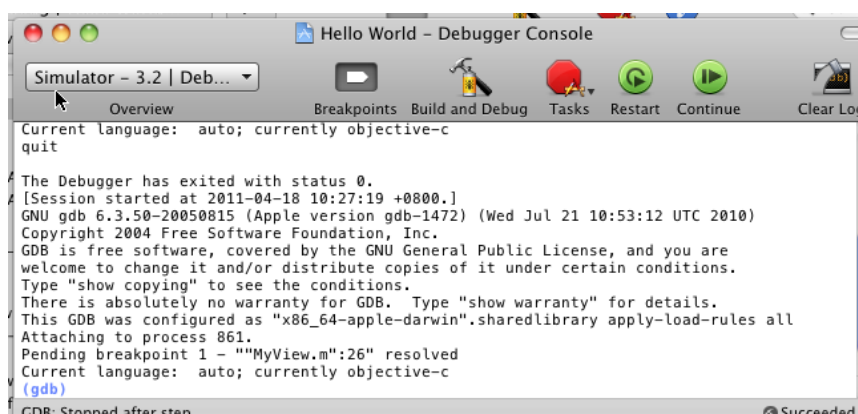 Hello World - Debugger Console
Simulator - 3.2 | Deb...
Overview
Breakpoints Build and Debug Tasks Restart Continue Clear Lo
Current language:  auto; currently objective-c
quit
The Debugger has exited with status 0.
[Session started at 2011-04-18 10:27:19 +0800.]
GNU gdb 6.3.50-20050815 (Apple version gdb-1472) (Wed Jul 21 10:53:12 UTC 2010)
Copyright 2004 Free Software Foundation, Inc.
GDB is free software, covered by the GNU General Public License, and you are
welcome to change it and/or distribute copies of it under certain conditions.
Type "show copying" to see the conditions.
There is absolutely no warranty for GDB.  Type "show warranty" for details.
This GDB was configured as "x86_64-apple-darwin".sharedlibrary apply-load-rules all
Attaching to process 861.
Pending breakpoint 1 - ""MyView.m":26" resolved
Current language:  auto; currently objective-c
(gdb)
GDB: Stopped after step Succeeded